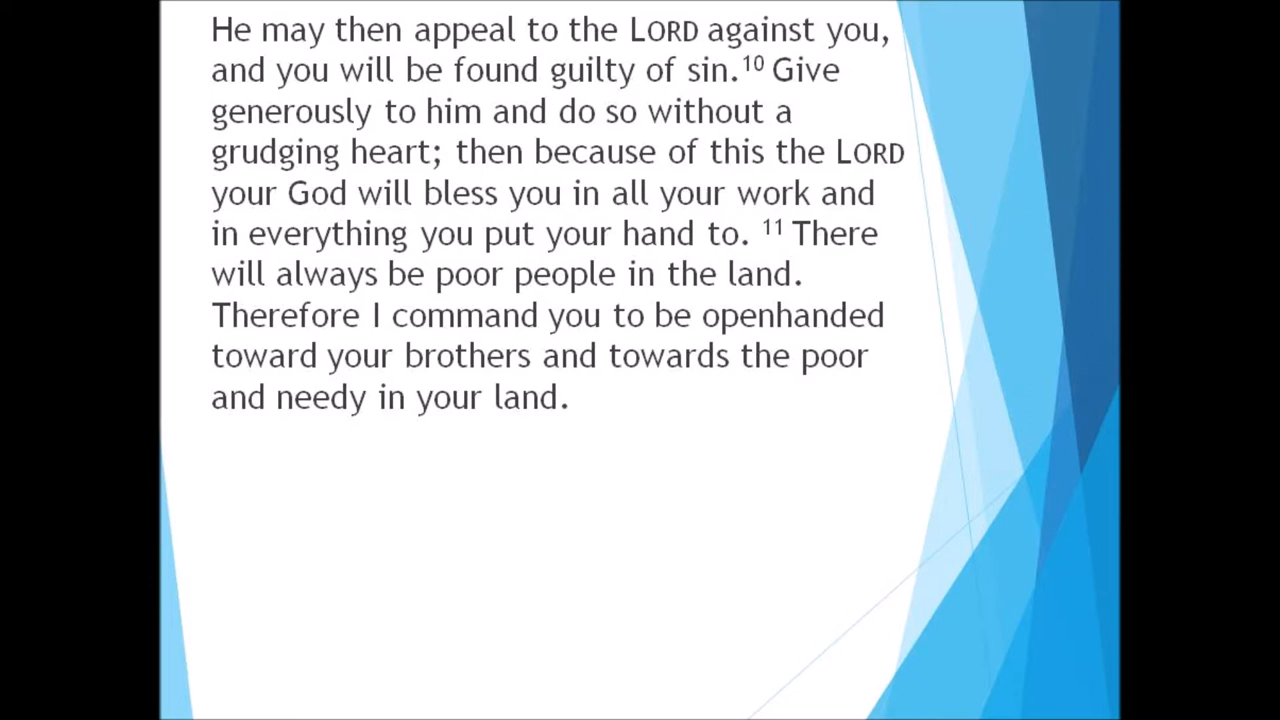 He may then appeal to the LORD against you,
and you will be found guilty of sin.¹⁰ Give
generously to him and do so without a
grudging heart; then because of this the LORD
your God will bless you in all your work and
in everything you put your hand to. ¹¹ There
will always be poor people in the land.
Therefore I command you to be openhanded
toward your brothers and towards the poor
and needy in your land.